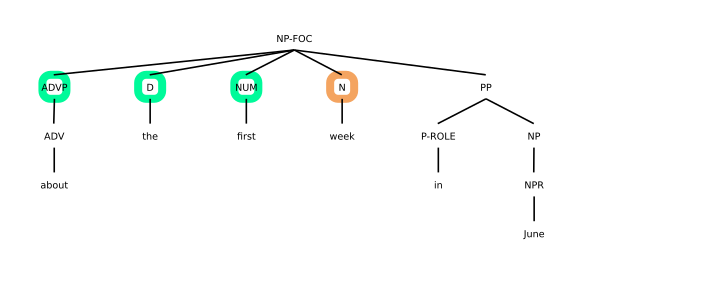 NP-FOC
ADVP D NUM N PP
ADV the first week P-ROLE NP
about in NPR
June